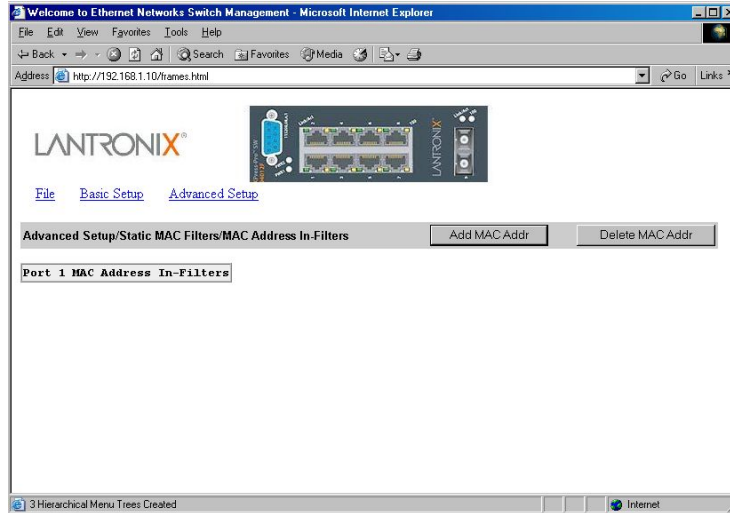 Welcome to Ethernet Networks Switch Management - Microsoft Internet Explorer
File Edit View Favorites Tools Help
Back Search Favorites Media
Address http://192.168.1.10/frames.html Go Links
LANTRONIX®
LANTRONIX
File Basic Setup Advanced Setup
Advanced Setup/Static MAC Filters/MAC Address In-Filters Add MAC Addr Delete MAC Addr
Port 1 MAC Address In-Filters
3 Hierarchical Menu Trees Created Internet